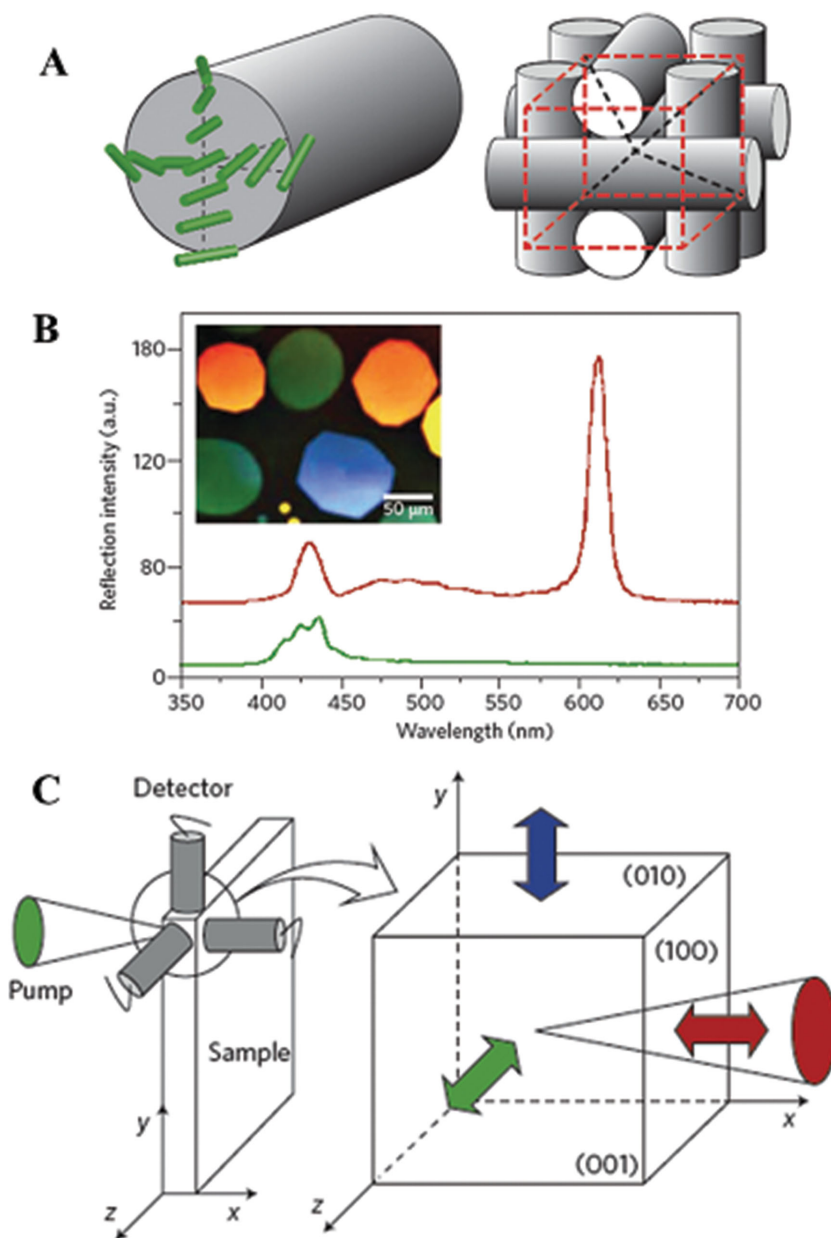 A
B
180
120
80
0
Reflection intensity (a.u.)
50 μm
350 400 450 500 550 600 650 700
Wavelength (nm)
C
Detector
Pump
Sample
y
z
x
y
(010)
(100)
x
(001)
z